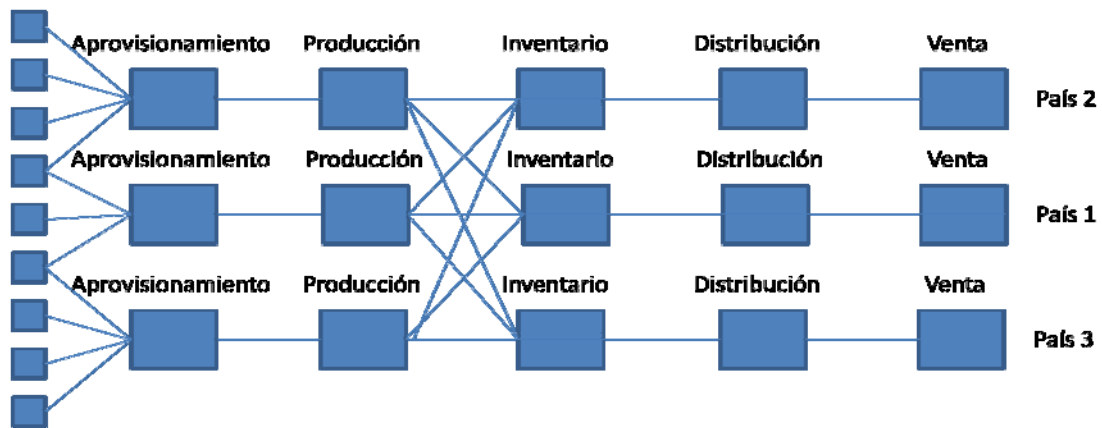 Aprovisionamiento Producción Inventario Distribución Venta
País 2
Aprovisionamiento Producción Inventario Distribución Venta
País 1
Aprovisionamiento Producción Inventario Distribución Venta
País 3